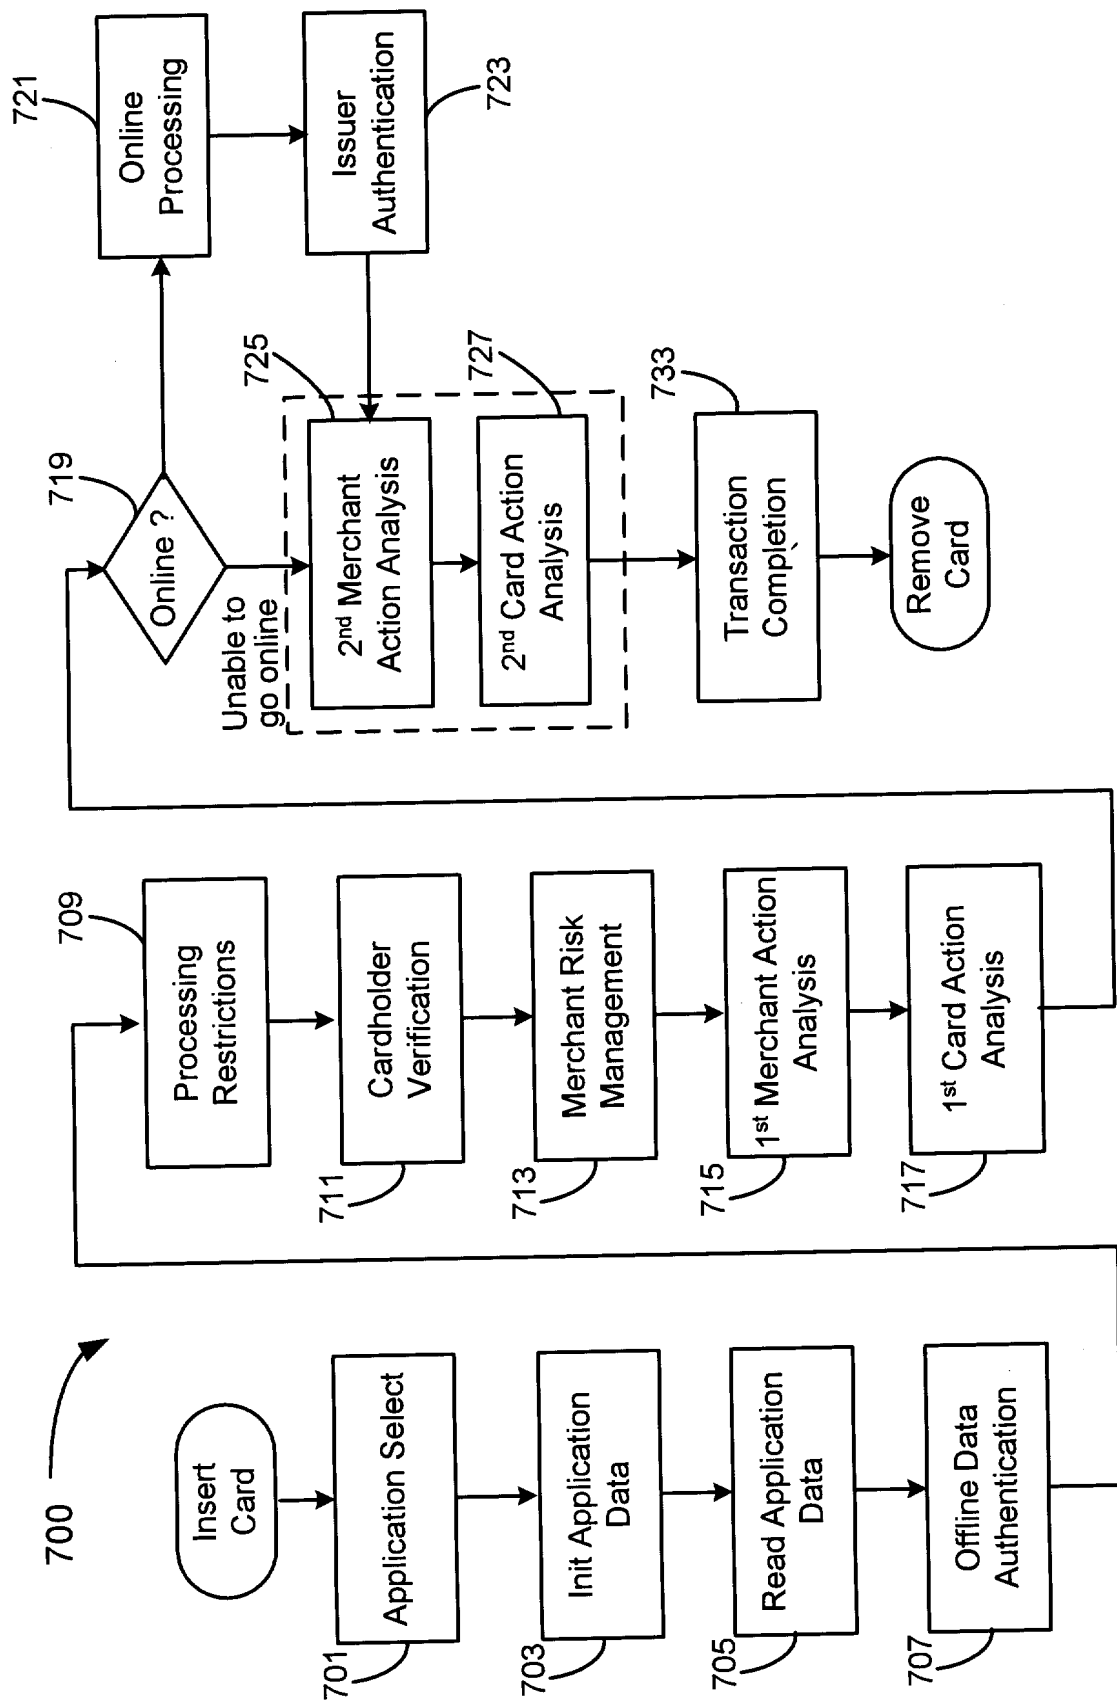 700
Insert
Card
701
Application Select
703
Init Application
Data
705
Read Application
Data
707
Offline Data
Authentication
709
Processing
Restrictions
711
Cardholder
Verification
713
Merchant Risk
Management
715
1st Merchant Action
Analysis
717
1st Card Action
Analysis
719
Online ?
721
Online
Processing
723
Issuer
Authentication
Unable to
go online
725
2nd Merchant
Action Analysis
727
2nd Card Action
Analysis
733
Transaction
Completion
Remove
Card